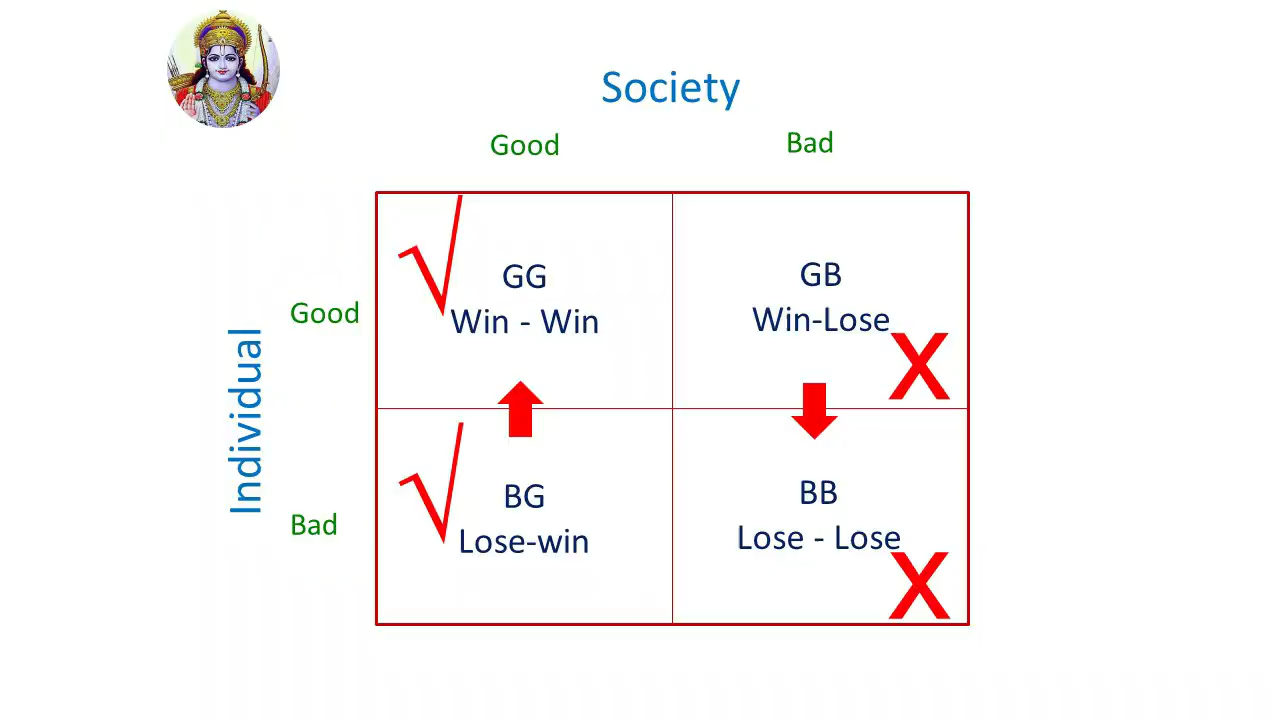 Society
Good
Bad
Individual
Good
√
GG
Win - Win
GB
Win-Lose
X
Bad
√
BG
Lose-win
BB
Lose - Lose
X